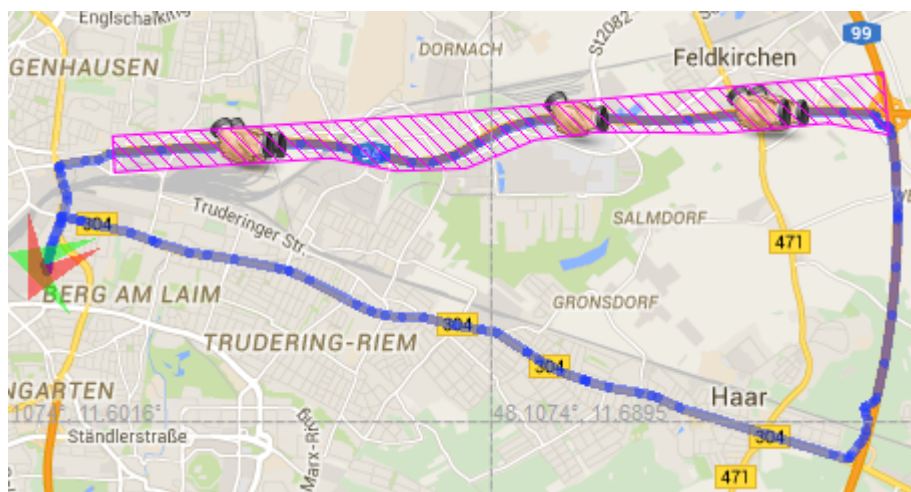 Englschalking
DORNACH
St2082
99
GENHAUSEN
Feldkirchen
94
Truderinger Str.
304
SALMDORF
471
BERG AM LAIM
GRONSDORF
304
TRUDERING-RIEM
304
NGARTEN
Haar
1074°, 11.6016°
48.1074°, 11.6895°
Ständlerstraße
304
471